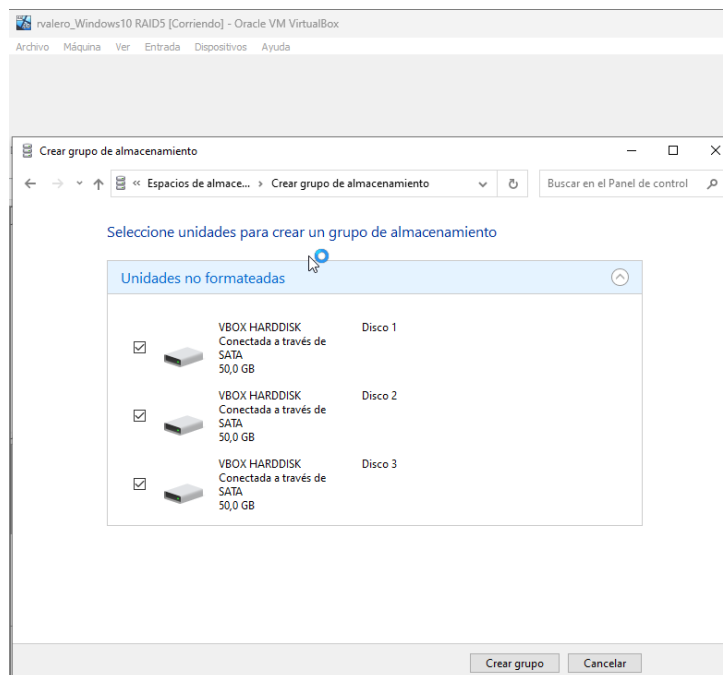 rvalero_Windows10 RAID5 [Corriendo] - Oracle VM VirtualBox
Archivo Máquina Ver Entrada Dispositivos Ayuda
Crear grupo de almacenamiento
« Espacios de almace... › Crear grupo de almacenamiento
Buscar en el Panel de control
Seleccione unidades para crear un grupo de almacenamiento
Unidades no formateadas
VBOX HARDDISK Disco 1
Conectada a través de
SATA
50,0 GB
VBOX HARDDISK Disco 2
Conectada a través de
SATA
50,0 GB
VBOX HARDDISK Disco 3
Conectada a través de
SATA
50,0 GB
Crear grupo Cancelar